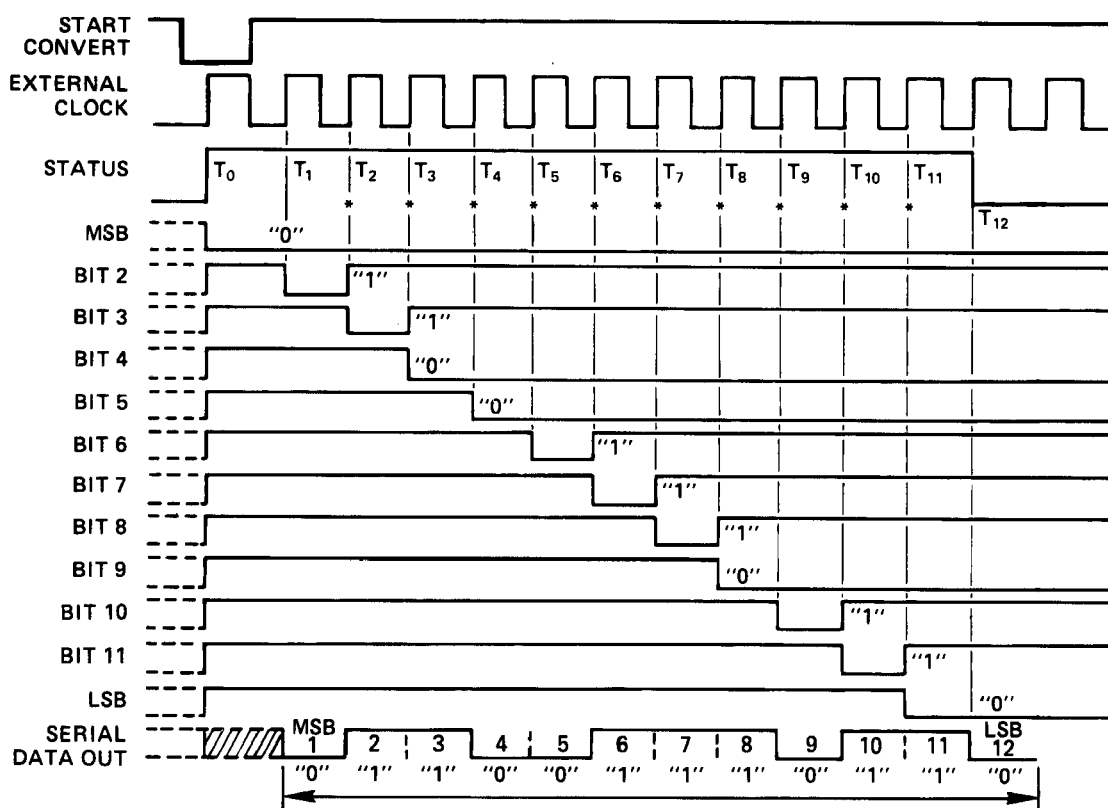 START
CONVERT
EXTERNAL
CLOCK
STATUS T0 T1 T2 T3 T4 T5 T6 T7 T8 T9 T10 T11
* * * * * * * * * *
T12
MSB "0"
BIT 2 "1"
BIT 3 "1"
BIT 4 "0"
BIT 5 "0"
BIT 6 "1"
BIT 7 "1"
BIT 8 "1"
BIT 9 "0"
BIT 10 "1"
BIT 11 "1"
LSB "0"
SERIAL
DATA OUT
MSB LSB
1 2 3 4 5 6 7 8 9 10 11 12
"0" "1" "1" "0" "0" "1" "1" "1" "0" "1" "1" "0"